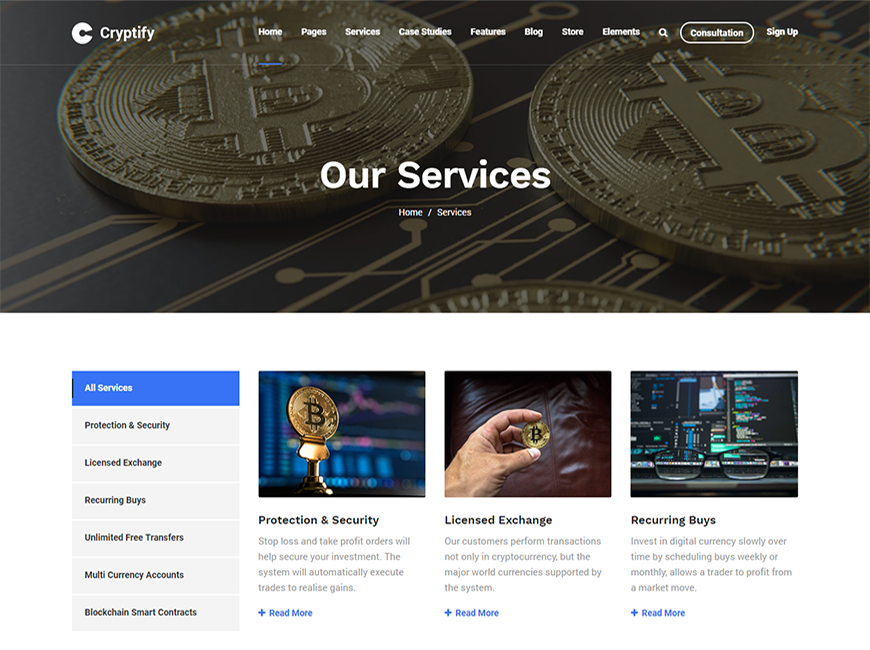 Cryptify
Home Pages Services Case Studies Features Blog Store Elements Consultation Sign Up
Our Services
Home / Services
All Services
Protection & Security
Licensed Exchange
Recurring Buys
Unlimited Free Transfers
Multi Currency Accounts
Blockchain Smart Contracts
Protection & Security
Stop loss and take profit orders will
help secure your investment. The
system will automatically execute
trades to realise gains.
+ Read More
Licensed Exchange
Our customers perform transactions
not only in cryptocurrency, but the
major world currencies supported by
the system.
+ Read More
Recurring Buys
Invest in digital currency slowly over
time by scheduling buys weekly or
monthly, allows a trader to profit from
a market move.
+ Read More